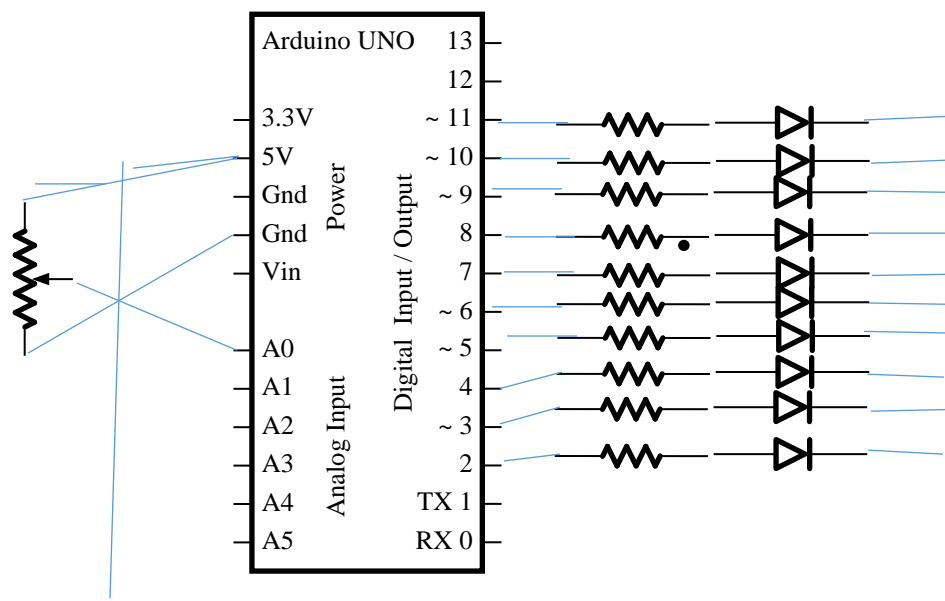 Arduino UNO
13
12
3.3V
~ 11
5V
~ 10
Gnd
~ 9
Gnd
8
Vin
7
~ 6
A0
~ 5
A1
4
A2
~ 3
A3
2
A4
TX 1
A5
RX 0
Power
Analog Input
Digital Input / Output